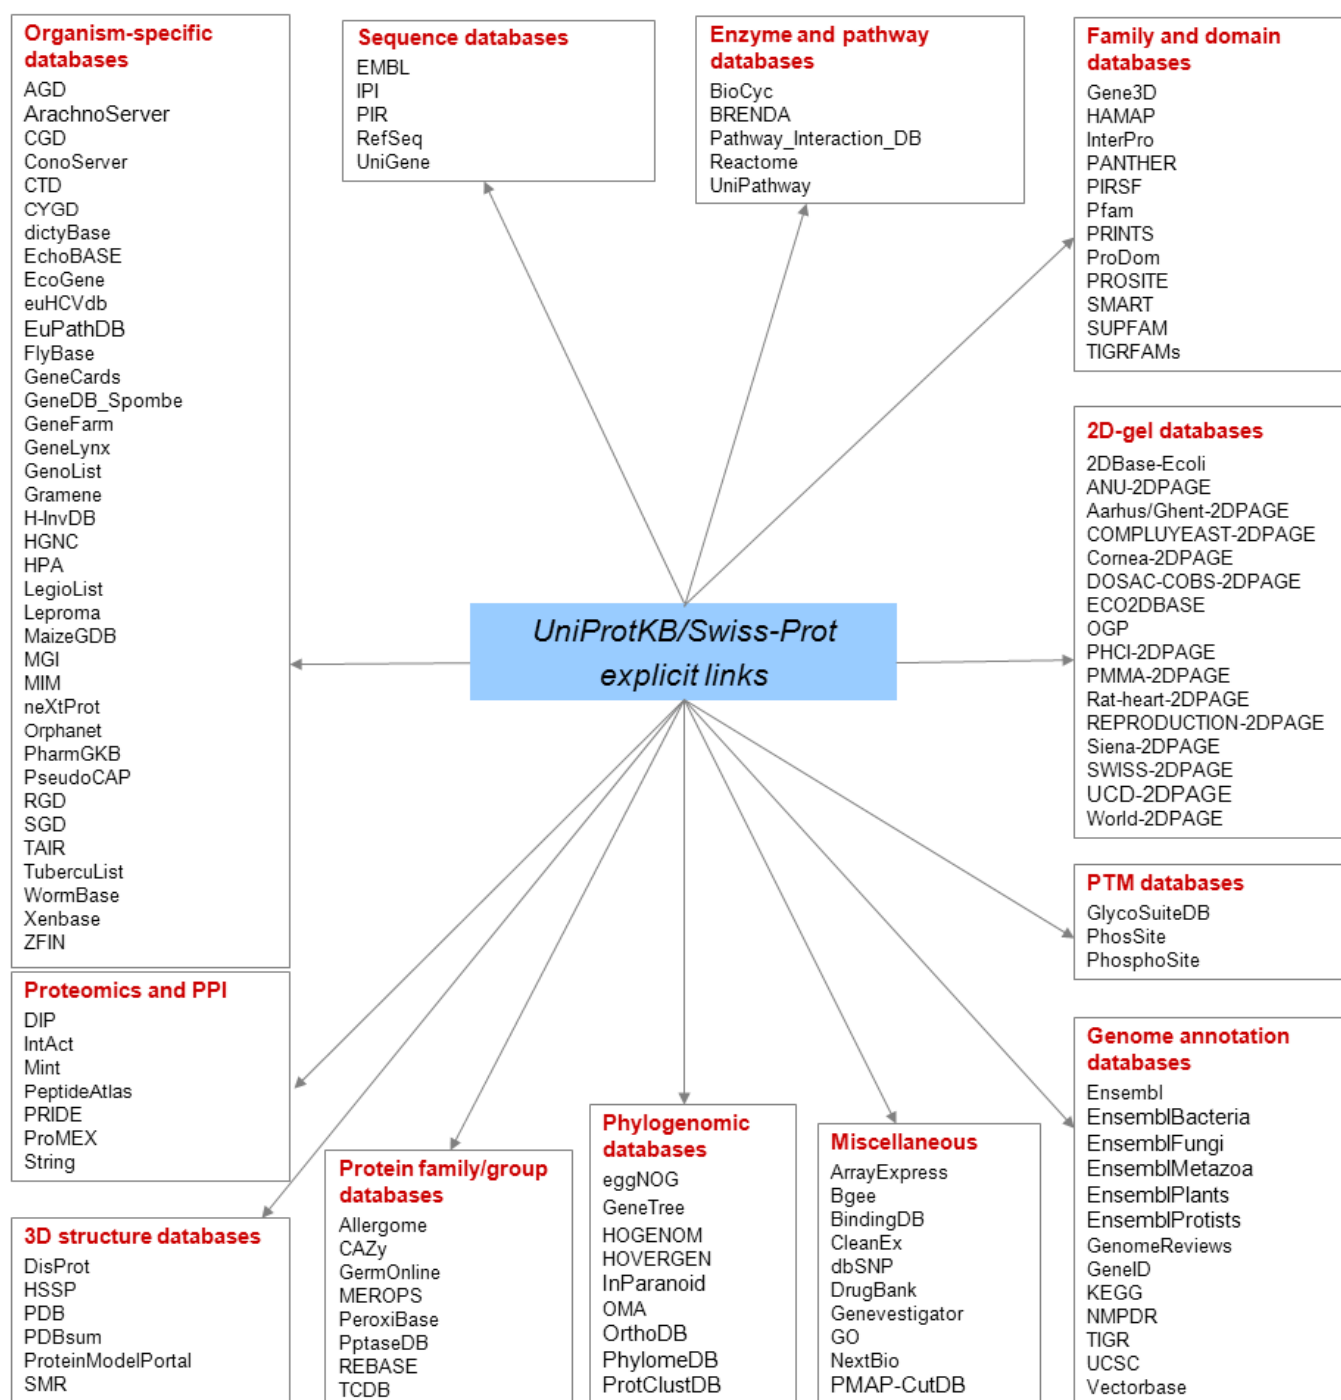 Organism-specific
databases
AGD
ArachnoServer
CGD
ConoServer
CTD
CYGD
dictyBase
EchoBASE
EcoGene
euHCVdb
EuPathDB
FlyBase
GeneCards
GeneDB_Spombe
GeneFarm
GeneLynx
GenoList
Gramene
H-InvDB
HGNC
HPA
LegioList
Leproma
MaizeGDB
MGI
MIM
neXtProt
Orphanet
PharmGKB
PseudoCAP
RGD
SGD
TAIR
TubercuList
WormBase
Xenbase
ZFIN
Sequence databases
EMBL
IPI
PIR
RefSeq
UniGene
Enzyme and pathway
databases
BioCyc
BRENDA
Pathway_Interaction_DB
Reactome
UniPathway
Family and domain
databases
Gene3D
HAMAP
InterPro
PANTHER
PIRSF
Pfam
PRINTS
ProDom
PROSITE
SMART
SUPFAM
TIGRFAMs
UniProtKB/Swiss-Prot
explicit links
2D-gel databases
2DBase-Ecoli
ANU-2DPAGE
Aarhus/Ghent-2DPAGE
COMPLUYEAST-2DPAGE
Cornea-2DPAGE
DOSAC-COBS-2DPAGE
ECO2DBASE
OGP
PHCI-2DPAGE
PMMA-2DPAGE
Rat-heart-2DPAGE
REPRODUCTION-2DPAGE
Siena-2DPAGE
SWISS-2DPAGE
UCD-2DPAGE
World-2DPAGE
PTM databases
GlycoSuiteDB
PhosSite
PhosphoSite
Proteomics and PPI
DIP
IntAct
Mint
PeptideAtlas
PRIDE
ProMEX
String
3D structure databases
DisProt
HSSP
PDB
PDBsum
ProteinModelPortal
SMR
Protein family/group
databases
Allergome
CAZy
GermOnline
MEROPS
PeroxiBase
PptaseDB
REBASE
TCDB
Phylogenomic
databases
eggNOG
GeneTree
HOGENOM
HOVERGEN
InParanoid
OMA
OrthoDB
PhylomeDB
ProtClustDB
Miscellaneous
ArrayExpress
Bgee
BindingDB
CleanEx
dbSNP
DrugBank
Genevestigator
GO
NextBio
PMAP-CutDB
Genome annotation
databases
Ensembl
EnsemblBacteria
EnsemblFungi
EnsemblMetazoa
EnsemblPlants
EnsemblProtists
GenomeReviews
GeneID
KEGG
NMPDR
TIGR
UCSC
Vectorbase